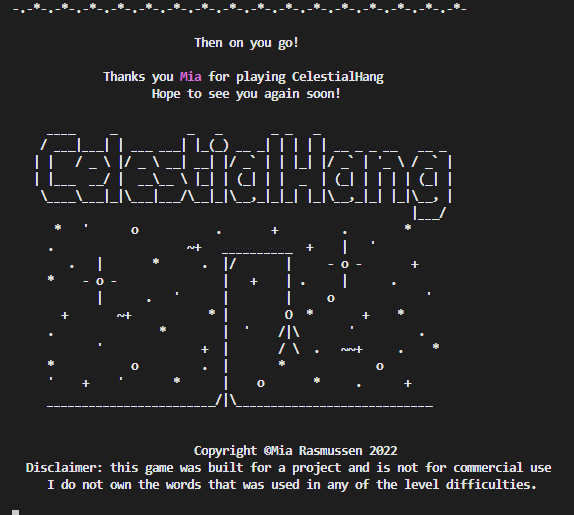 Then on you go!
Thanks you Mia for playing CelestialHang
Hope to see you again soon!
CelestialHang
Copyright ©Mia Rasmussen 2022
Disclaimer: this game was built for a project and is not for commercial use
I do not own the words that was used in any of the level difficulties.